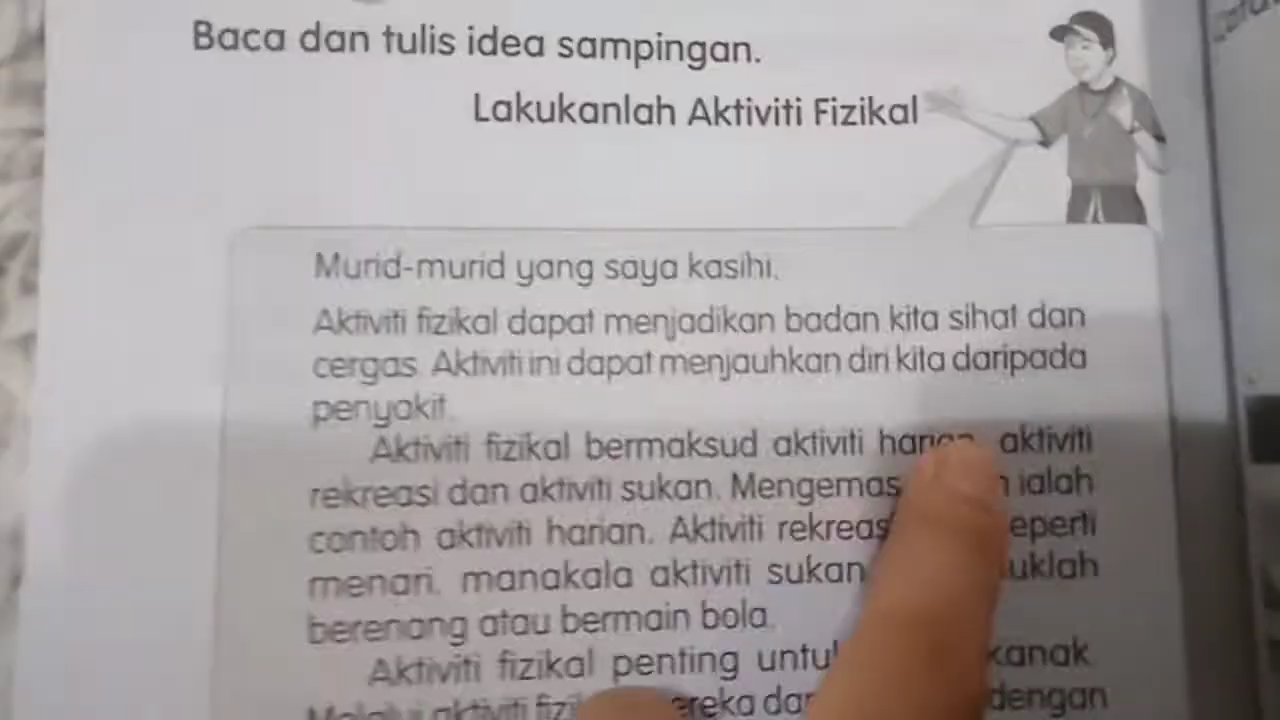 Baca dan tulis idea sampingan.
Lakukanlah Aktiviti Fizikal
Murid-murid yang saya kasihi,
Aktiviti fizikal dapat menjadikan badan kita sihat dan
cergas. Aktiviti ini dapat menjauhkan diri kita daripada
penyakit.
Aktiviti fizikal bermaksud aktiviti harian, aktiviti
rekreasi dan aktiviti sukan. Mengemas ialah
contoh aktiviti harian. Aktiviti
menari, manakala aktiviti sukan
berenang atau bermain bola.
Aktiviti fizikal penting
Melalui aktiviti dengan